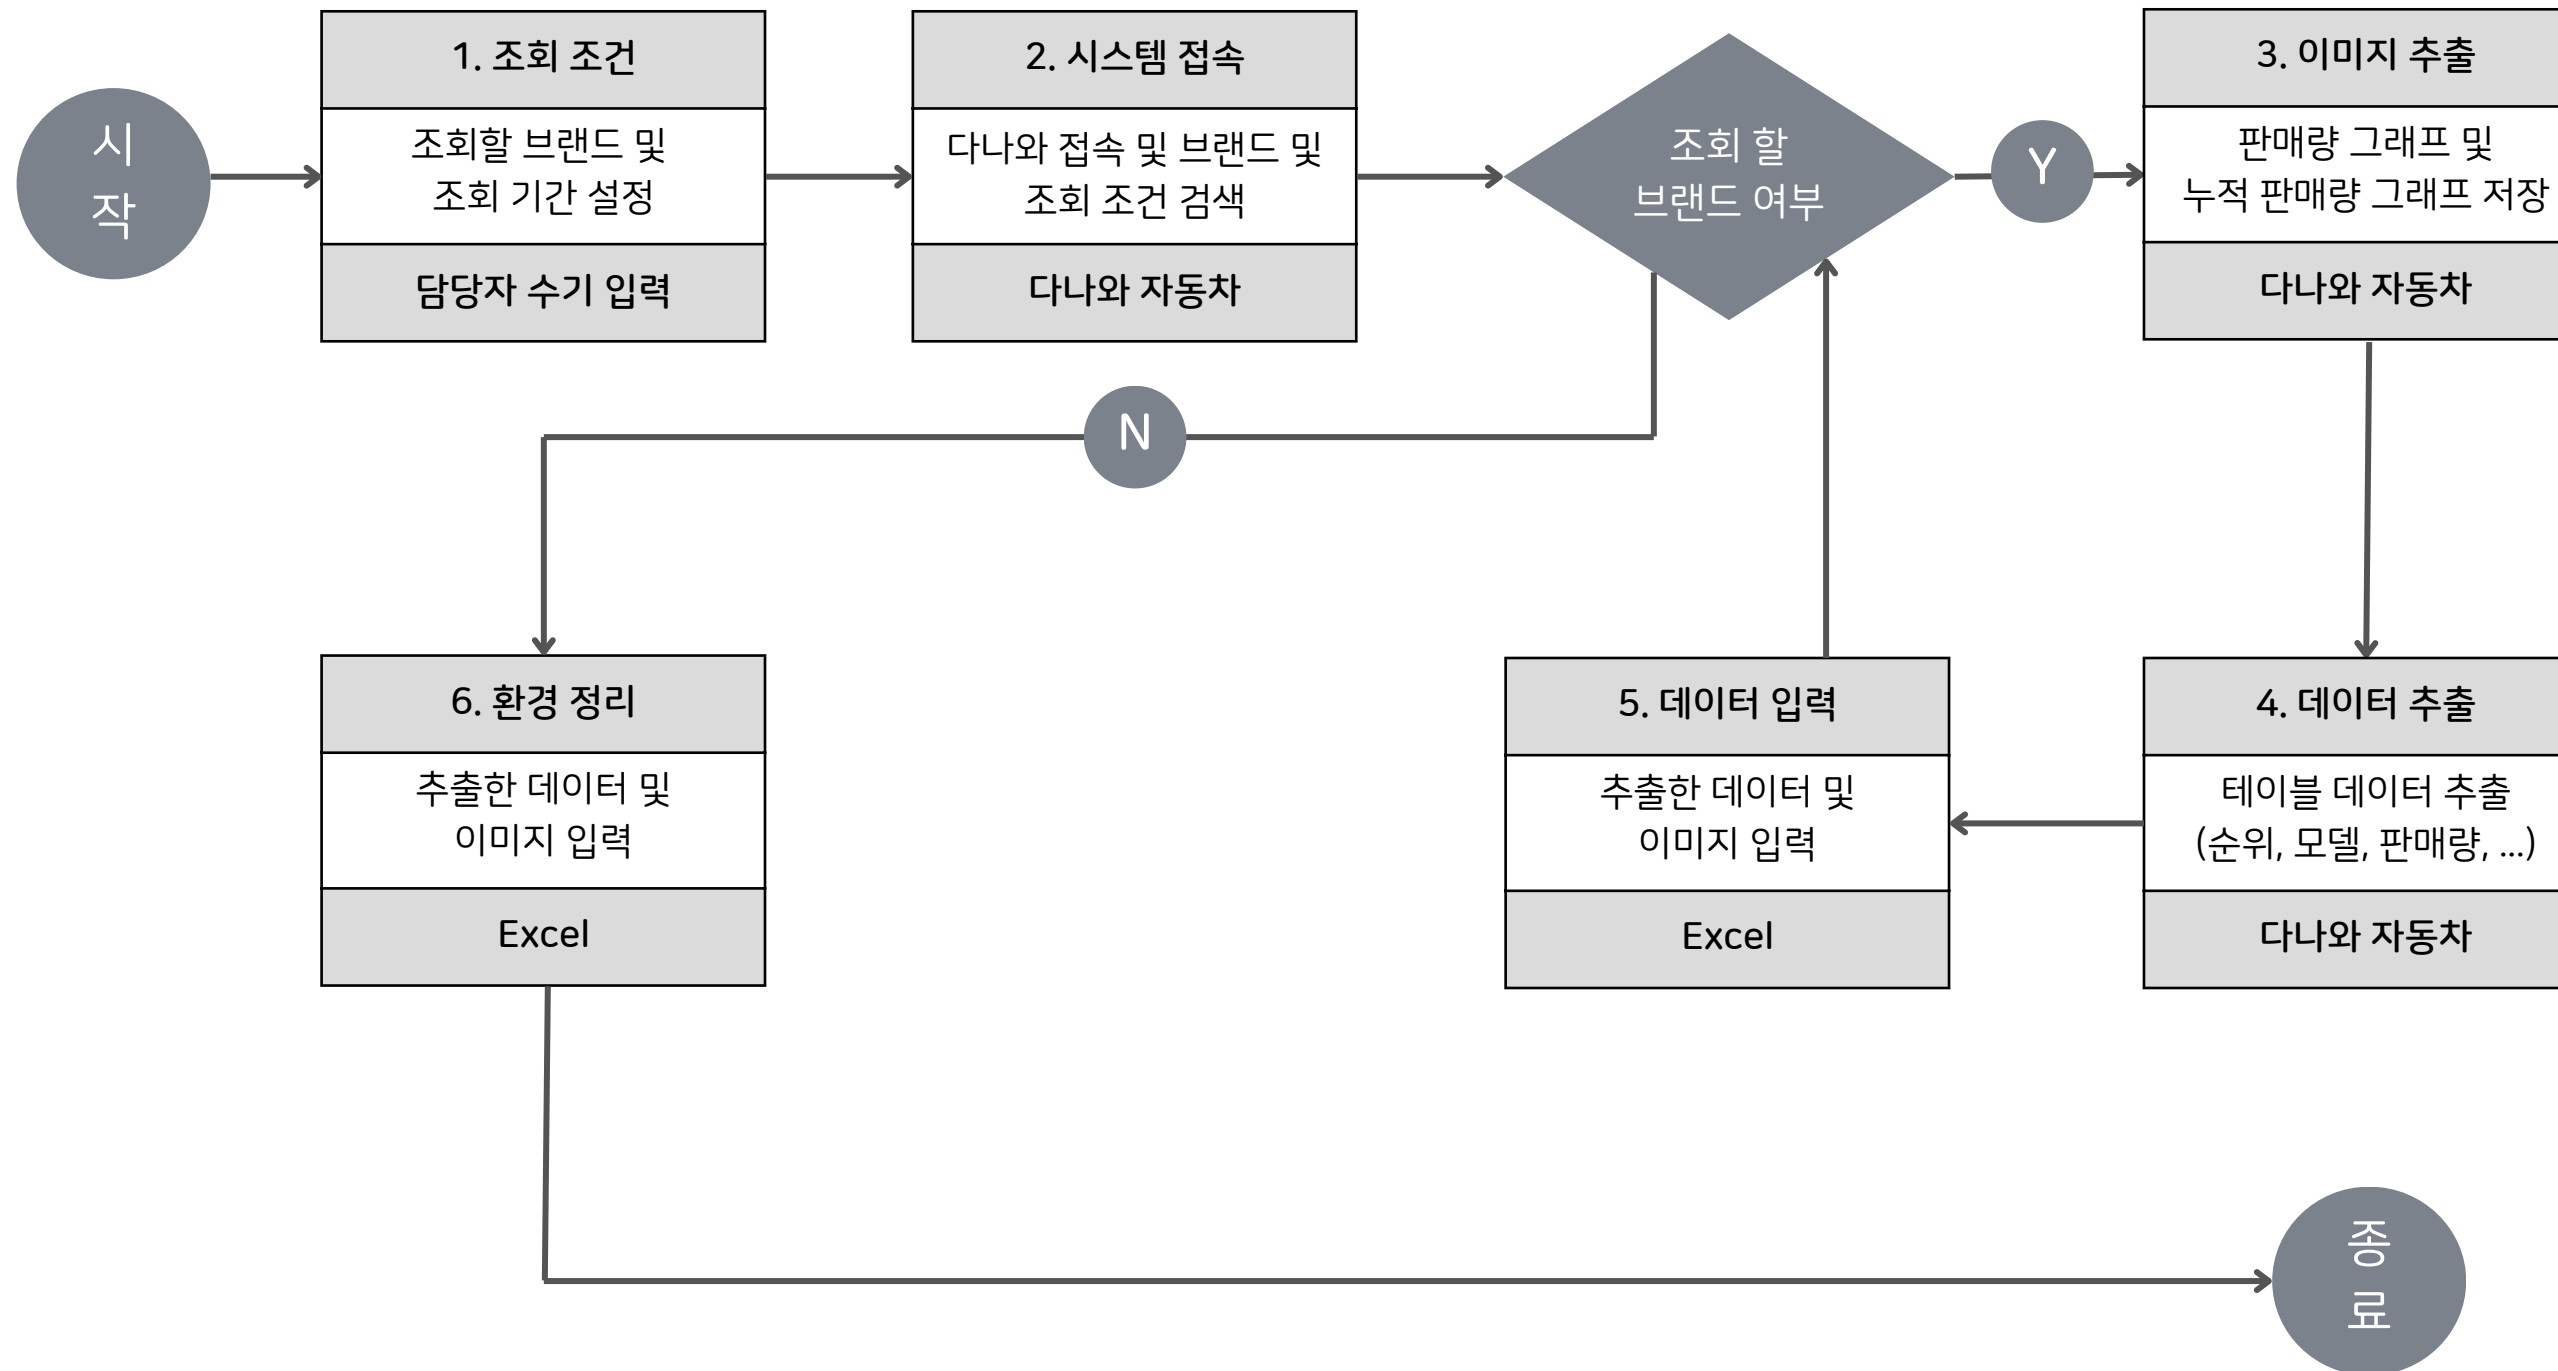 시
작
1. 조회 조건
조회할 브랜드 및
조회 기간 설정
담당자 수기 입력
2. 시스템 접속
다나와 접속 및 브랜드 및
조회 조건 검색
다나와 자동차
조회 할
브랜드 여부
Y
3. 이미지 추출
판매량 그래프 및
누적 판매량 그래프 저장
다나와 자동차
N
6. 환경 정리
추출한 데이터 및
이미지 입력
Excel
5. 데이터 입력
추출한 데이터 및
이미지 입력
Excel
4. 데이터 추출
테이블 데이터 추출
(순위, 모델, 판매량, ...)
다나와 자동차
종
료